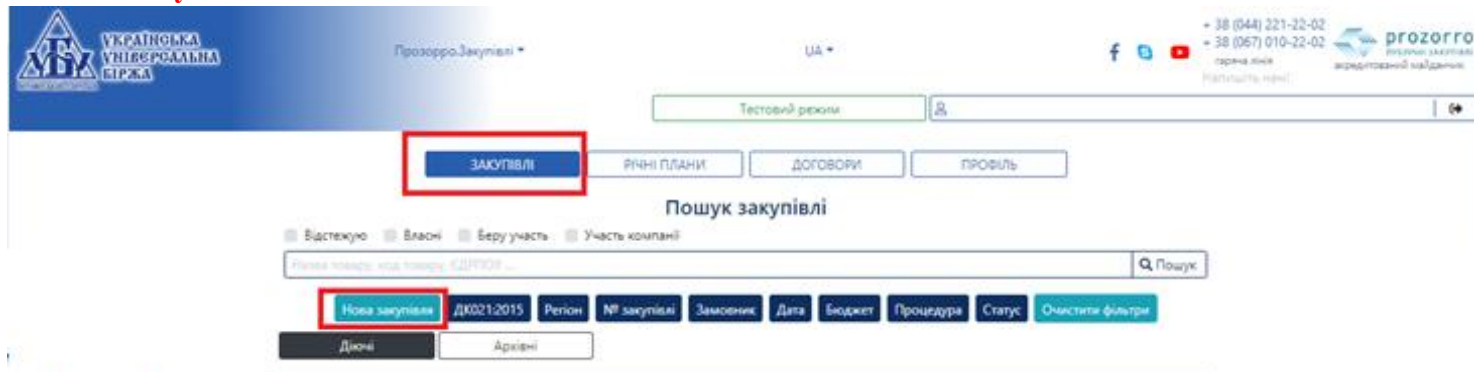 УКРАЇНСЬКА
УНІВЕРСАЛЬНА
БІРЖА
Прозорро.Закупівлі
UA
+ 38 (044) 221-22-02
+ 38 (067) 010-22-02
гаряча лінія
Напишіть нам!
prozorro
акредитований майданчик
Тестовий режим
ЗАКУПІВЛІ РІЧНІ ПЛАНИ ДОГОВОРИ ПРОФІЛЬ
Пошук закупівлі
Відстежую Власні Беру участь Участь компанії
Назва товару, код товару, ЄДРПОУ ... Пошук
Нова закупівля ДК021:2015 Регіон № закупівлі Замовник Дата Бюджет Процедура Статус Очистити фільтри
Діючі Архівні